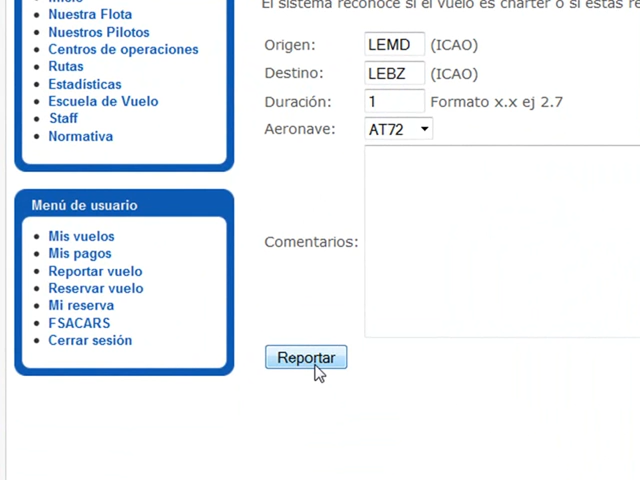 El sistema reconoce si el vuelo es charter o si estás
Inicio
Nuestra Flota
Nuestros Pilotos
Centros de operaciones
Rutas
Estadísticas
Escuela de Vuelo
Staff
Normativa
Origen: LEMD (ICAO)
Destino: LEBZ (ICAO)
Duración: 1 Formato x.x ej 2.7
Aeronave: AT72
Comentarios:
Reportar
Menú de usuario
Mis vuelos
Mis pagos
Reportar vuelo
Reservar vuelo
Mi reserva
FSACARS
Cerrar sesión